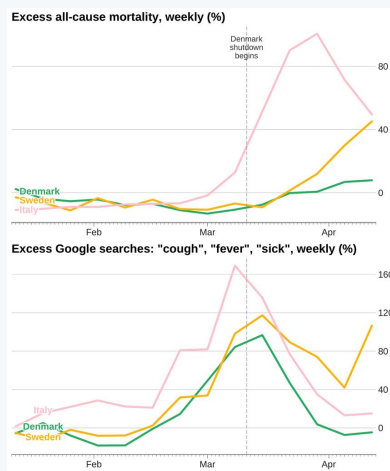 Excess all-cause mortality, weekly (%)
Denmark
shutdown
begins
80
40
0
Denmark
Sweden
Italy
Feb
Mar
Apr
Excess Google searches: "cough", "fever", "sick", weekly (%)
160
120
80
40
0
Italy
Denmark
Sweden
Feb
Mar
Apr